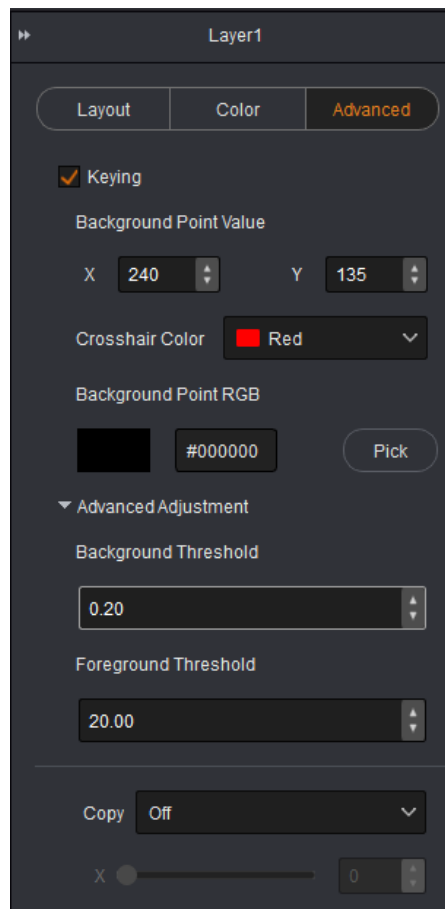 Layer1
Layout Color Advanced
Keying
Background Point Value
X 240 Y 135
Crosshair Color Red
Background Point RGB
#000000 Pick
Advanced Adjustment
Background Threshold
0.20
Foreground Threshold
20.00
Copy Off
X 0